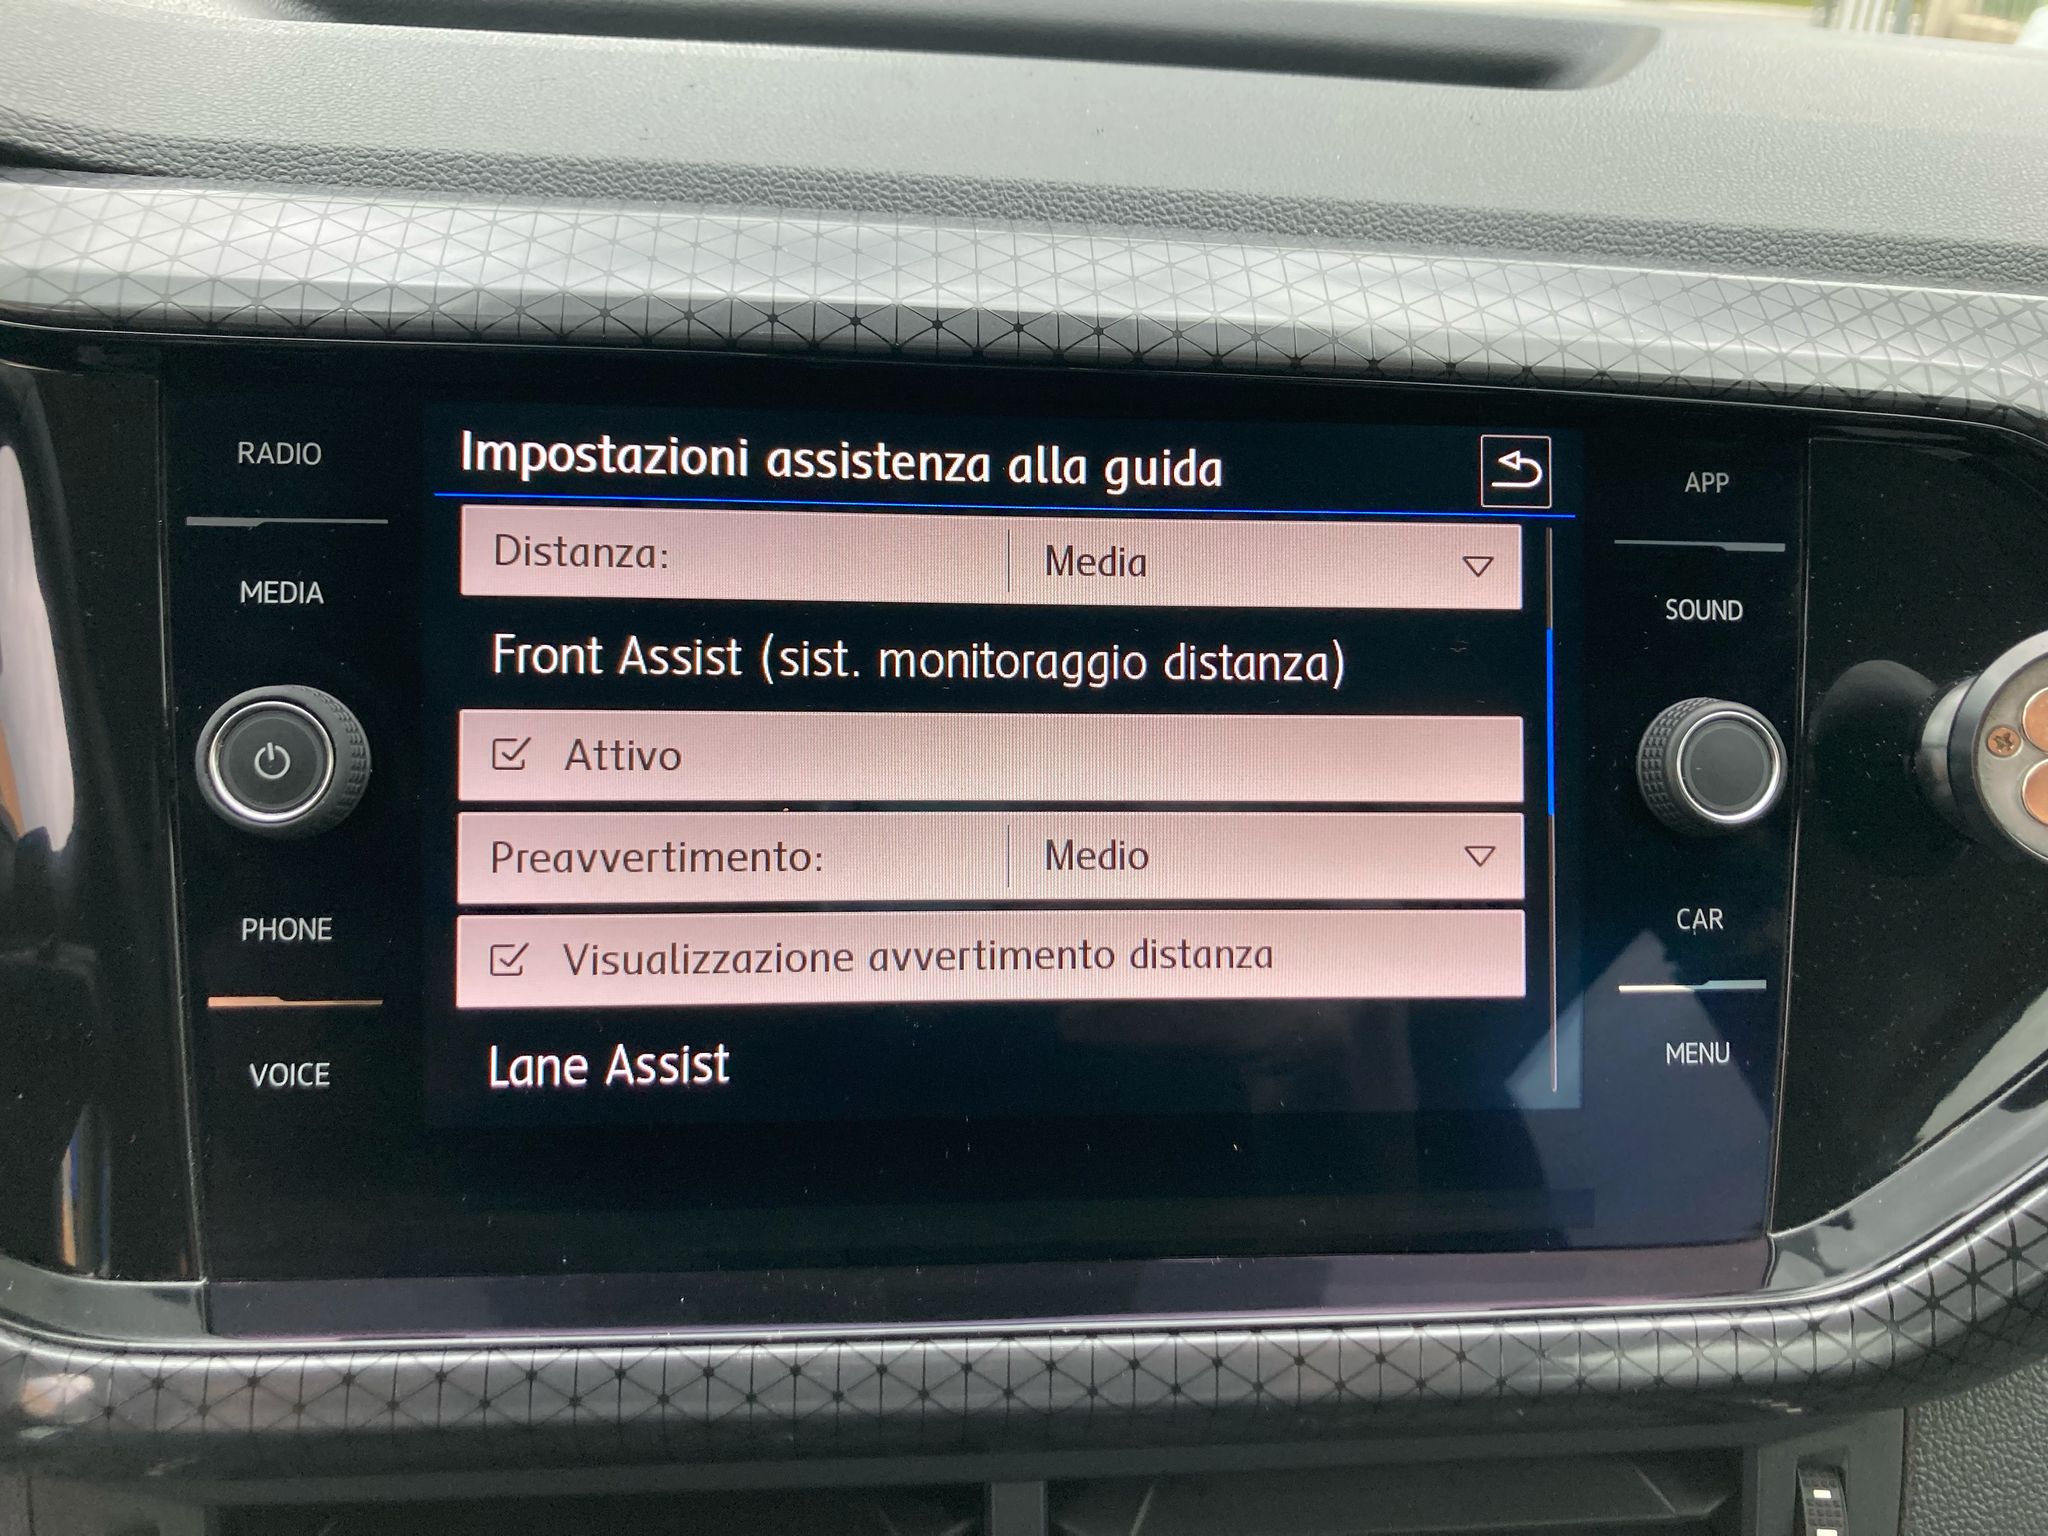 Impostazioni assistenza alla guida
Distanza: Media
Front Assist (sist. monitoraggio distanza)
Attivo
Preavvertimento: Medio
Visualizzazione avvertimento distanza
Lane Assist
RADIO
MEDIA
PHONE
VOICE
APP
SOUND
CAR
MENU